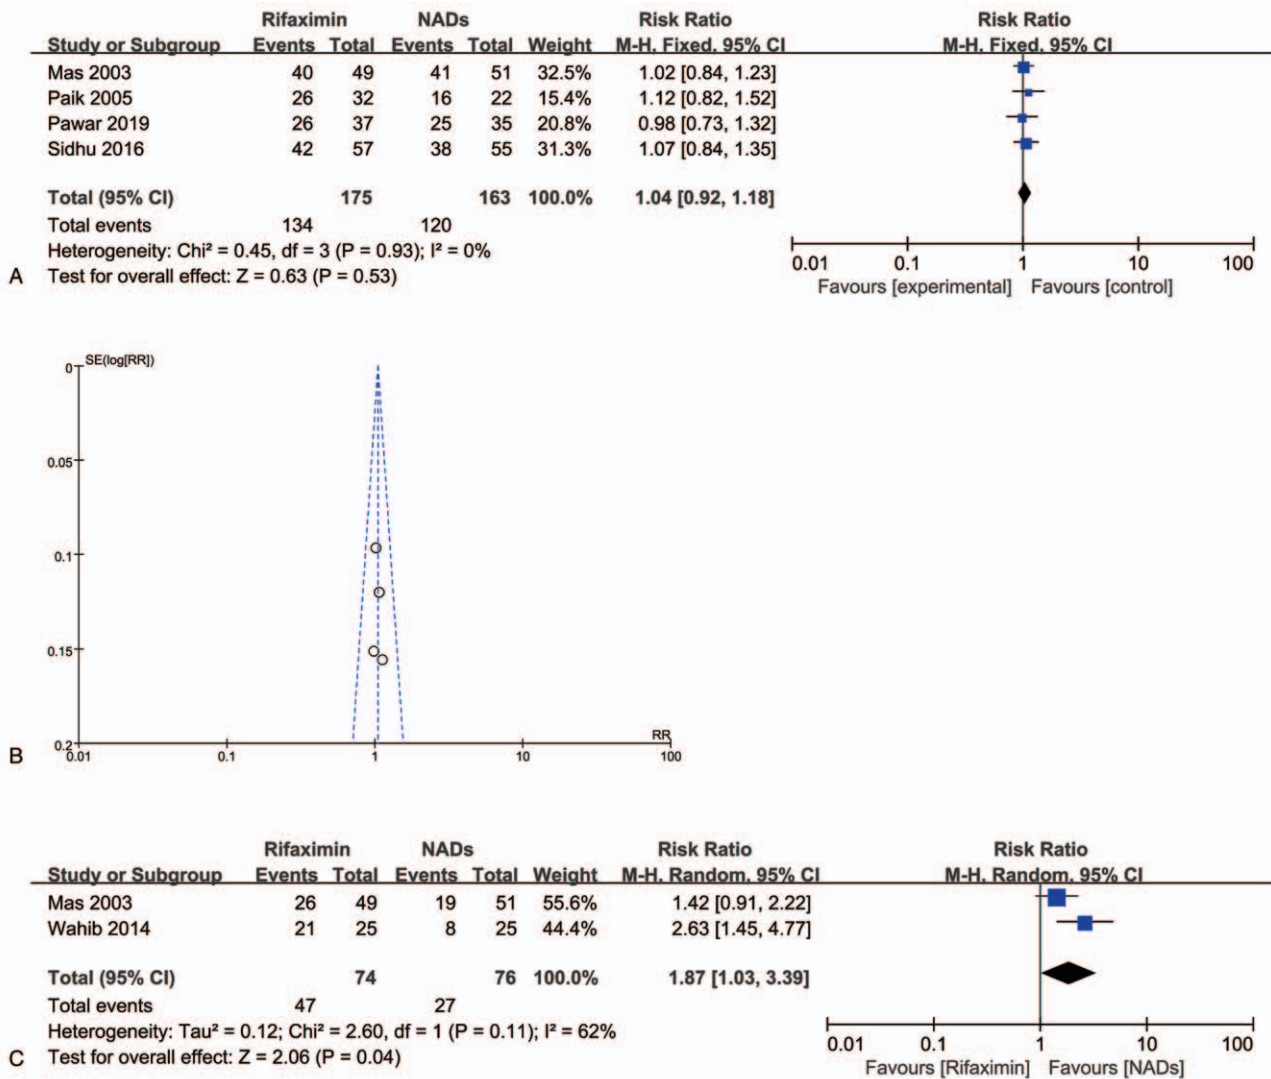 Rifaximin NADs Risk Ratio Risk Ratio
Study or Subgroup Events Total Events Total Weight M-H. Fixed. 95% CI M-H. Fixed. 95% CI
Mas 2003 40 49 41 51 32.5% 1.02 [0.84, 1.23]
Paik 2005 26 32 16 22 15.4% 1.12 [0.82, 1.52]
Pawar 2019 26 37 25 35 20.8% 0.98 [0.73, 1.32]
Sidhu 2016 42 57 38 55 31.3% 1.07 [0.84, 1.35]
Total (95% CI) 175 163 100.0% 1.04 [0.92, 1.18]
Total events 134 120
Heterogeneity: Chi² = 0.45, df = 3 (P = 0.93); I² = 0%
0.01 0.1 1 10 100
A Test for overall effect: Z = 0.63 (P = 0.53)
Favours [experimental] Favours [control]
SE(log[RR])
0
0.05
0.1
0.15
0.2
RR
B
0.01 0.1 1 10 100
Rifaximin NADs Risk Ratio Risk Ratio
Study or Subgroup Events Total Events Total Weight M-H. Random. 95% CI M-H. Random. 95% CI
Mas 2003 26 49 19 51 55.6% 1.42 [0.91, 2.22]
Wahib 2014 21 25 8 25 44.4% 2.63 [1.45, 4.77]
Total (95% CI) 74 76 100.0% 1.87 [1.03, 3.39]
Total events 47 27
Heterogeneity: Tau² = 0.12; Chi² = 2.60, df = 1 (P = 0.11); I² = 62%
0.01 0.1 1 10 100
C Test for overall effect: Z = 2.06 (P = 0.04)
Favours [Rifaximin] Favours [NADs]